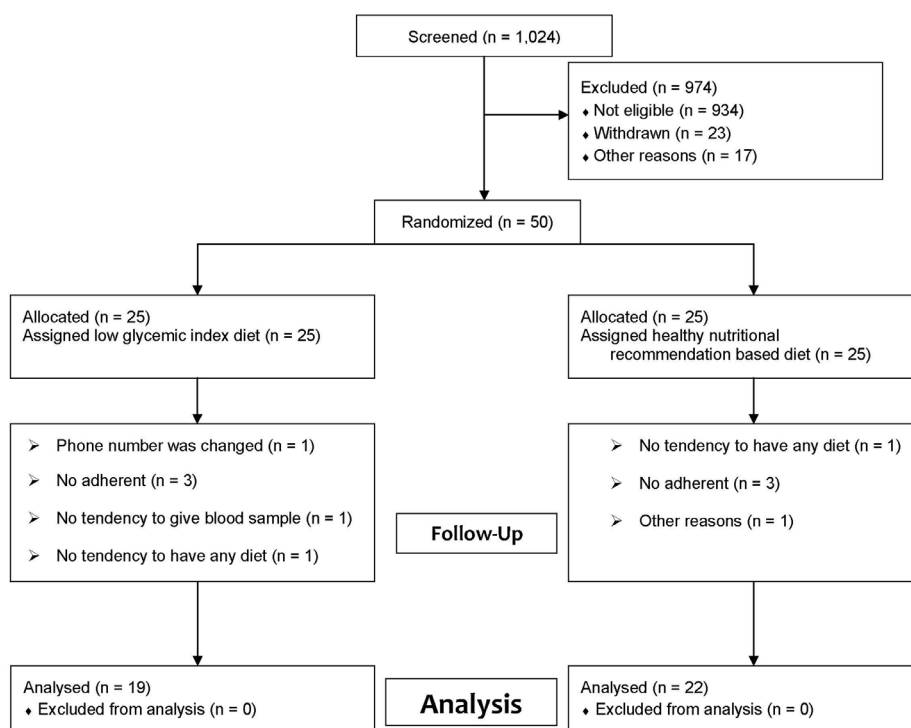 Screened (n = 1,024)
Excluded (n = 974)
♦ Not eligible (n = 934)
♦ Withdrawn (n = 23)
♦ Other reasons (n = 17)
Randomized (n = 50)
Allocated (n = 25)
Assigned low glycemic index diet (n = 25)
Allocated (n = 25)
Assigned healthy nutritional
recommendation based diet (n = 25)
➢ Phone number was changed (n = 1)
➢ No adherent (n = 3)
➢ No tendency to give blood sample (n = 1)
➢ No tendency to have any diet (n = 1)
Follow-Up
➢ No tendency to have any diet (n = 1)
➢ No adherent (n = 3)
➢ Other reasons (n = 1)
Analysed (n = 19)
♦ Excluded from analysis (n = 0)
Analysis
Analysed (n = 22)
♦ Excluded from analysis (n = 0)